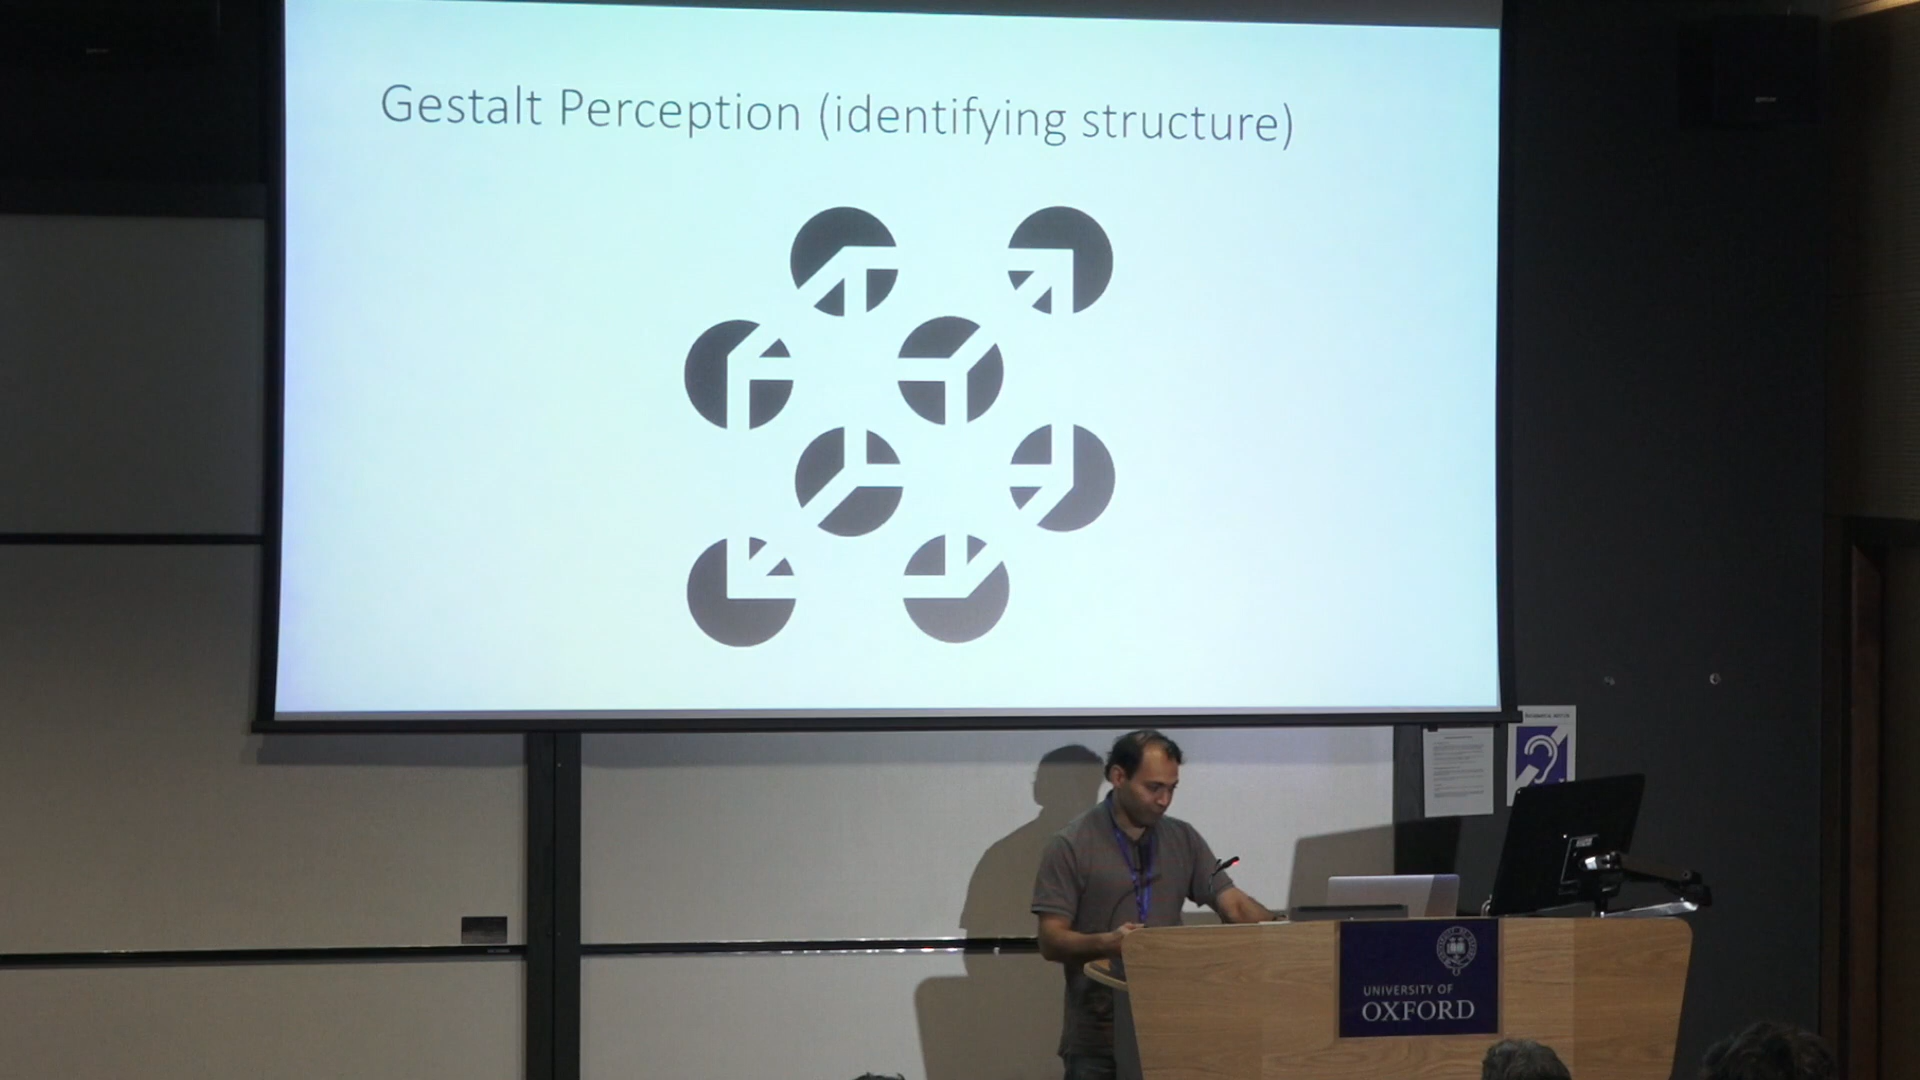 Gestalt Perception (identifying structure)
UNIVERSITY OF
OXFORD